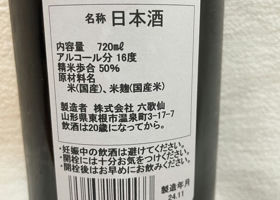 名称 日本酒
内容量 720ml
アルコール分 16度
精米歩合 50%
原材料名
米(国産)、米麹(国産米)
製造者 株式会社 六歌仙
山形県東根市温泉町3-17-7
飲酒は20歳になってから。
・妊娠中の飲酒は避けてください。
・開栓には十分お気をつけください。
・開栓後はお早めにお飲みください。
製造年月
24.11